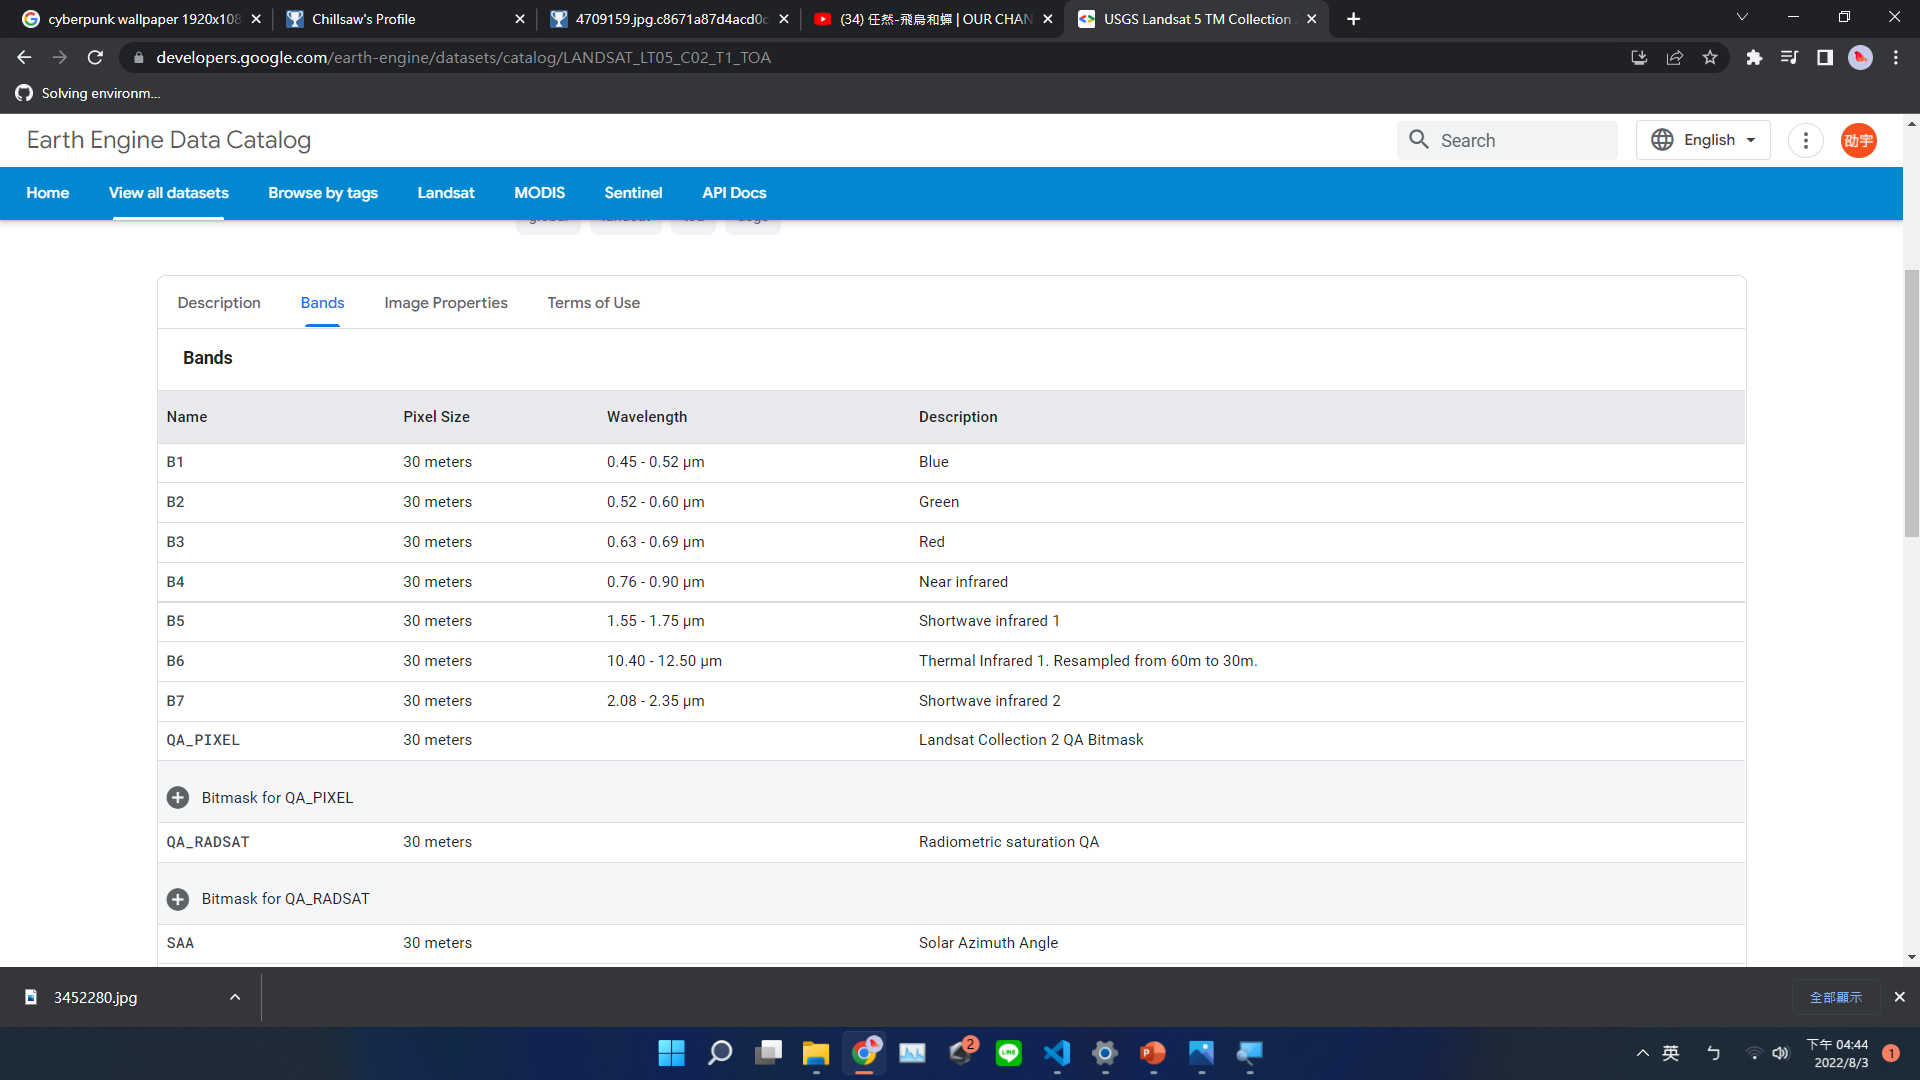 cyberpunk wallpaper 1920x108
Chillsaw's Profile
4709159.jpg.c8671a87d4acd0c
(34) 任然-飛鳥和蟬 | OUR CHAN
USGS Landsat 5 TM Collection
developers.google.com/earth-engine/datasets/catalog/LANDSAT_LT05_C02_T1_TOA
Solving environm...
Earth Engine Data Catalog
Search
English
劭宇
Home
View all datasets
Browse by tags
Landsat
MODIS
Sentinel
API Docs
Description
Bands
Image Properties
Terms of Use
Bands
Name Pixel Size Wavelength Description
B1 30 meters 0.45 - 0.52 µm Blue
B2 30 meters 0.52 - 0.60 µm Green
B3 30 meters 0.63 - 0.69 µm Red
B4 30 meters 0.76 - 0.90 µm Near infrared
B5 30 meters 1.55 - 1.75 µm Shortwave infrared 1
B6 30 meters 10.40 - 12.50 µm Thermal Infrared 1. Resampled from 60m to 30m.
B7 30 meters 2.08 - 2.35 µm Shortwave infrared 2
QA_PIXEL 30 meters Landsat Collection 2 QA Bitmask
Bitmask for QA_PIXEL
QA_RADSAT 30 meters Radiometric saturation QA
Bitmask for QA_RADSAT
SAA 30 meters Solar Azimuth Angle
3452280.jpg
全部顯示
2
LINE
英
ㄅ
下午 04:44
2022/8/3
1